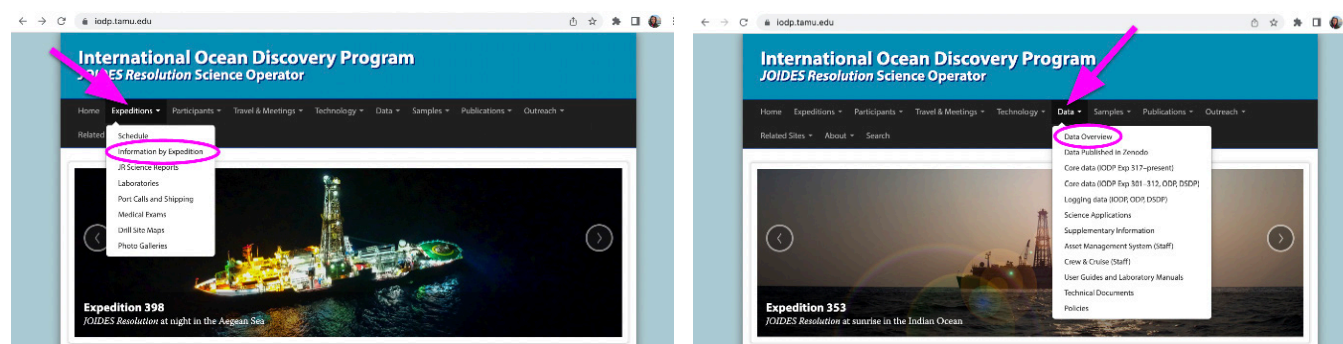 iodp.tamu.edu
International Ocean Discovery Program
JOIDES Resolution Science Operator
Home Expeditions Participants Travel & Meetings Technology Data Samples Publications Outreach
Related
Schedule
Information by Expedition
JR Science Reports
Laboratories
Port Calls and Shipping
Medical Exams
Drill Site Maps
Photo Galleries
Expedition 398
JOIDES Resolution at night in the Aegean Sea
iodp.tamu.edu
International Ocean Discovery Program
JOIDES Resolution Science Operator
Home Expeditions Participants Travel & Meetings Technology Data Samples Publications Outreach
Related Sites About Search
Data Overview
Data Published in Zenodo
Core data (IODP Exp 317–present)
Core data (IODP Exp 301–312, ODP, DSDP)
Logging data (IODP, ODP, DSDP)
Science Applications
Supplementary Information
Asset Management System (Staff)
Crew & Cruise (Staff)
User Guides and Laboratory Manuals
Technical Documents
Policies
Expedition 353
JOIDES Resolution at sunrise in the Indian Ocean